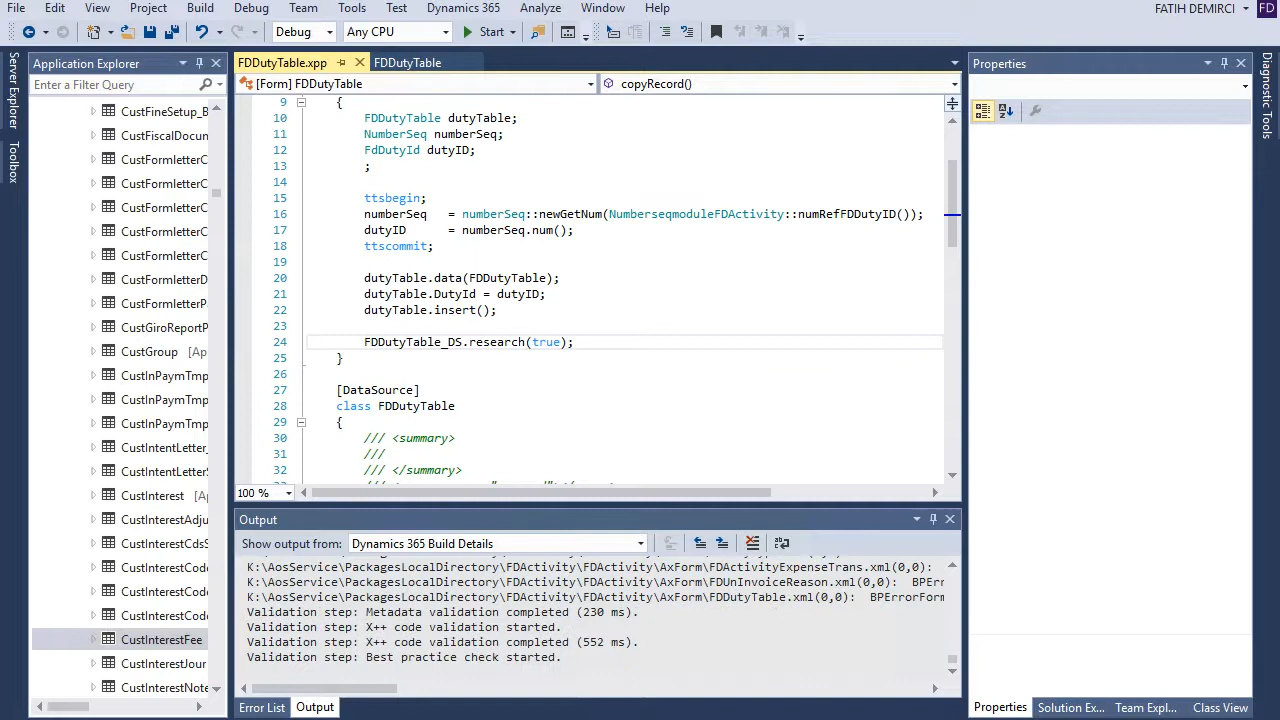 File Edit View Project Build Debug Team Tools Test Dynamics 365 Analyze Window Help FATIH DEMIRCI FD
Debug Any CPU Start
Server Explorer
Toolbox
Application Explorer
Enter a Filter Query
CustFineSetup_B
CustFiscalDocum
CustFormletterC
CustFormletterC
CustFormletterC
CustFormletterC
CustFormletterC
CustFormletterD
CustFormletterP
CustGiroReportP
CustGroup [Ap
CustInPaymTmp
CustInPaymTmp
CustInPaymTmp
CustIntentLetter_
CustIntentLetterS
CustInterest [Ap
CustInterestAdju
CustInterestCdsS
CustInterestCode
CustInterestCode
CustInterestCode
CustInterestFee
CustInterestJour
CustInterestNote
FDDutyTable.xpp FDDutyTable
[Form] FDDutyTable copyRecord()
9 {
10 FDDutyTable dutyTable;
11 NumberSeq numberSeq;
12 FdDutyId dutyID;
13 ;
14
15 ttsbegin;
16 numberSeq = numberSeq::newGetNum(NumberseqmoduleFDActivity::numRefFDDutyID());
17 dutyID = numberSeq.num();
18 ttscommit;
19
20 dutyTable.data(FDDutyTable);
21 dutyTable.DutyId = dutyID;
22 dutyTable.insert();
23
24 FDDutyTable_DS.research(true);
25 }
26
27 [DataSource]
28 class FDDutyTable
29 {
30 /// <summary>
31 ///
32 /// </summary>
100 %
Output
Show output from: Dynamics 365 Build Details
K:\AosService\PackagesLocalDirectory\FDActivity\FDActivity\AxForm\FDActivityExpenseTrans.xml(0,0):
K:\AosService\PackagesLocalDirectory\FDActivity\FDActivity\AxForm\FDUnInvoiceReason.xml(0,0): BPErr
K:\AosService\PackagesLocalDirectory\FDActivity\FDActivity\AxForm\FDDutyTable.xml(0,0): BPErrorForm
Validation step: Metadata validation completed (230 ms).
Validation step: X++ code validation started.
Validation step: X++ code validation completed (552 ms).
Validation step: Best practice check started.
Error List Output
Properties
Properties Solution Ex... Team Expl... Class View
Diagnostic Tools